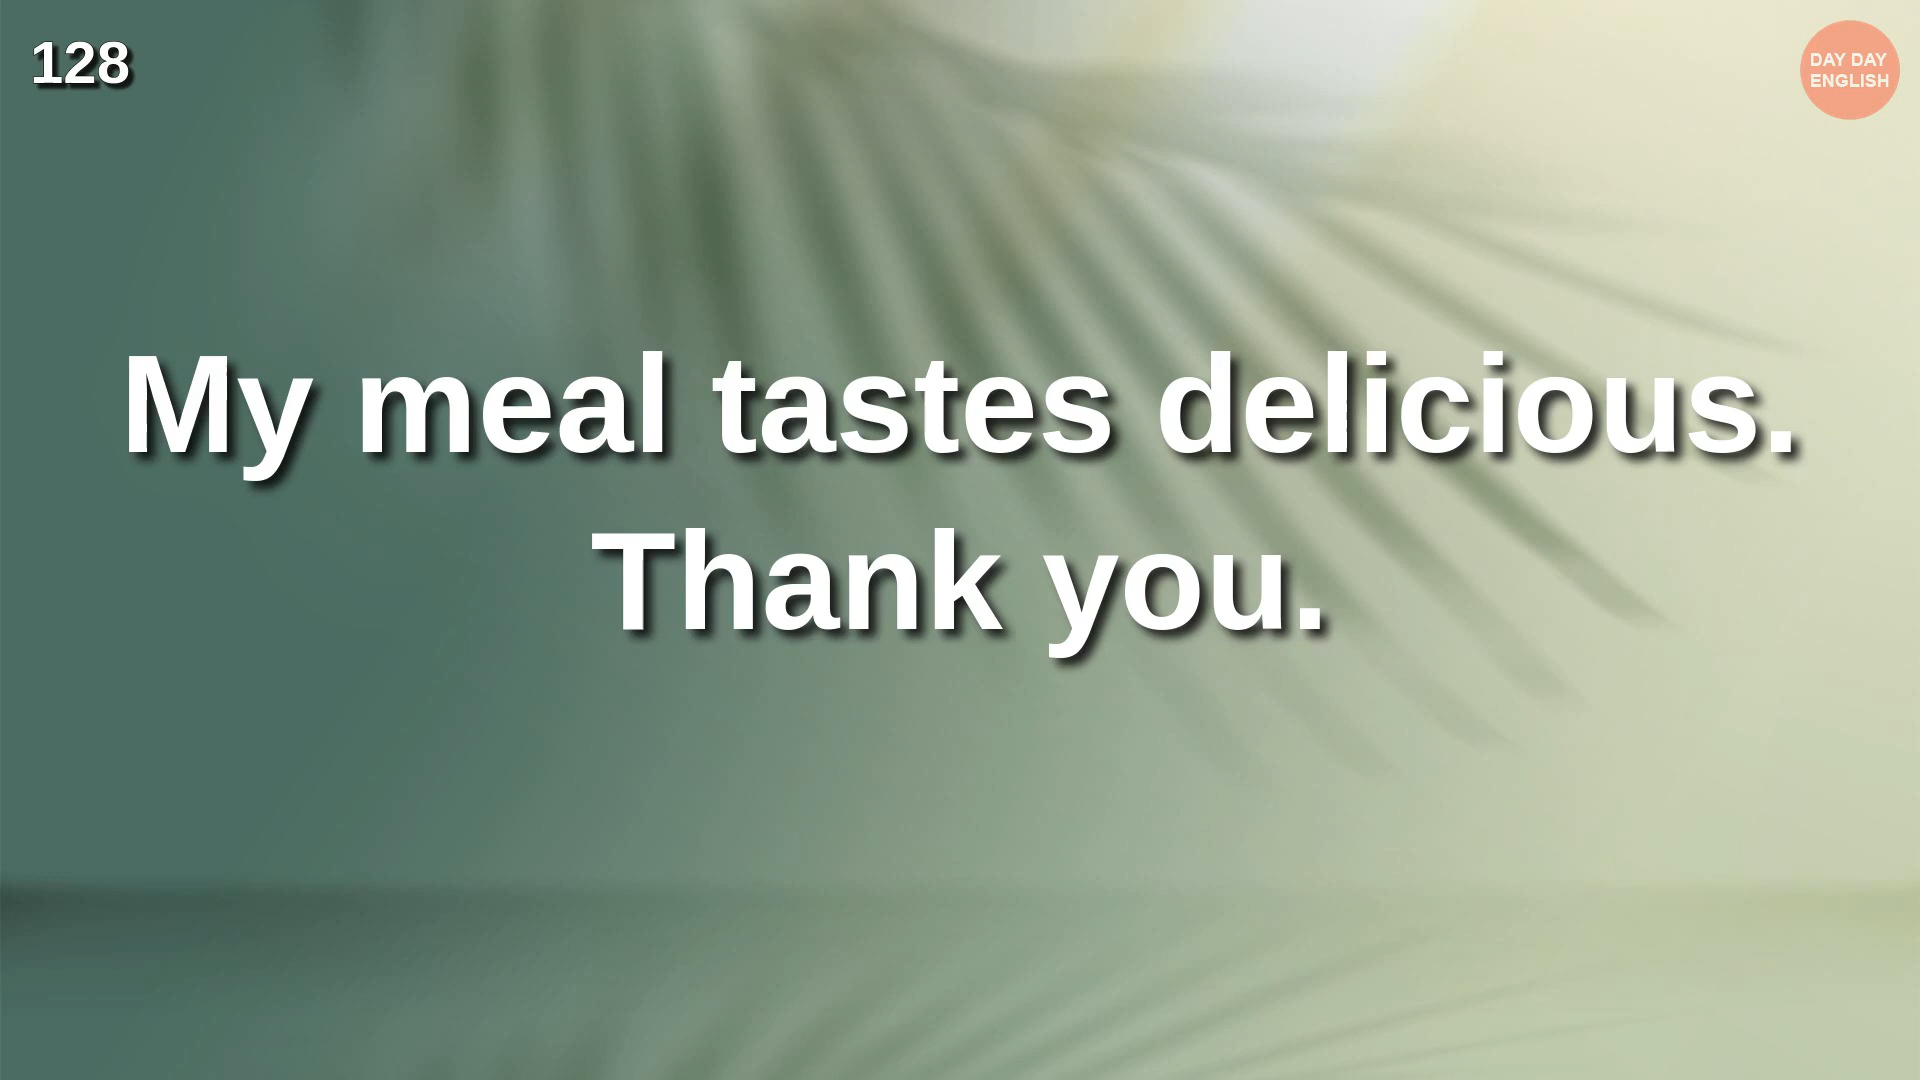 128
DAY DAY
ENGLISH
My meal tastes delicious.
Thank you.